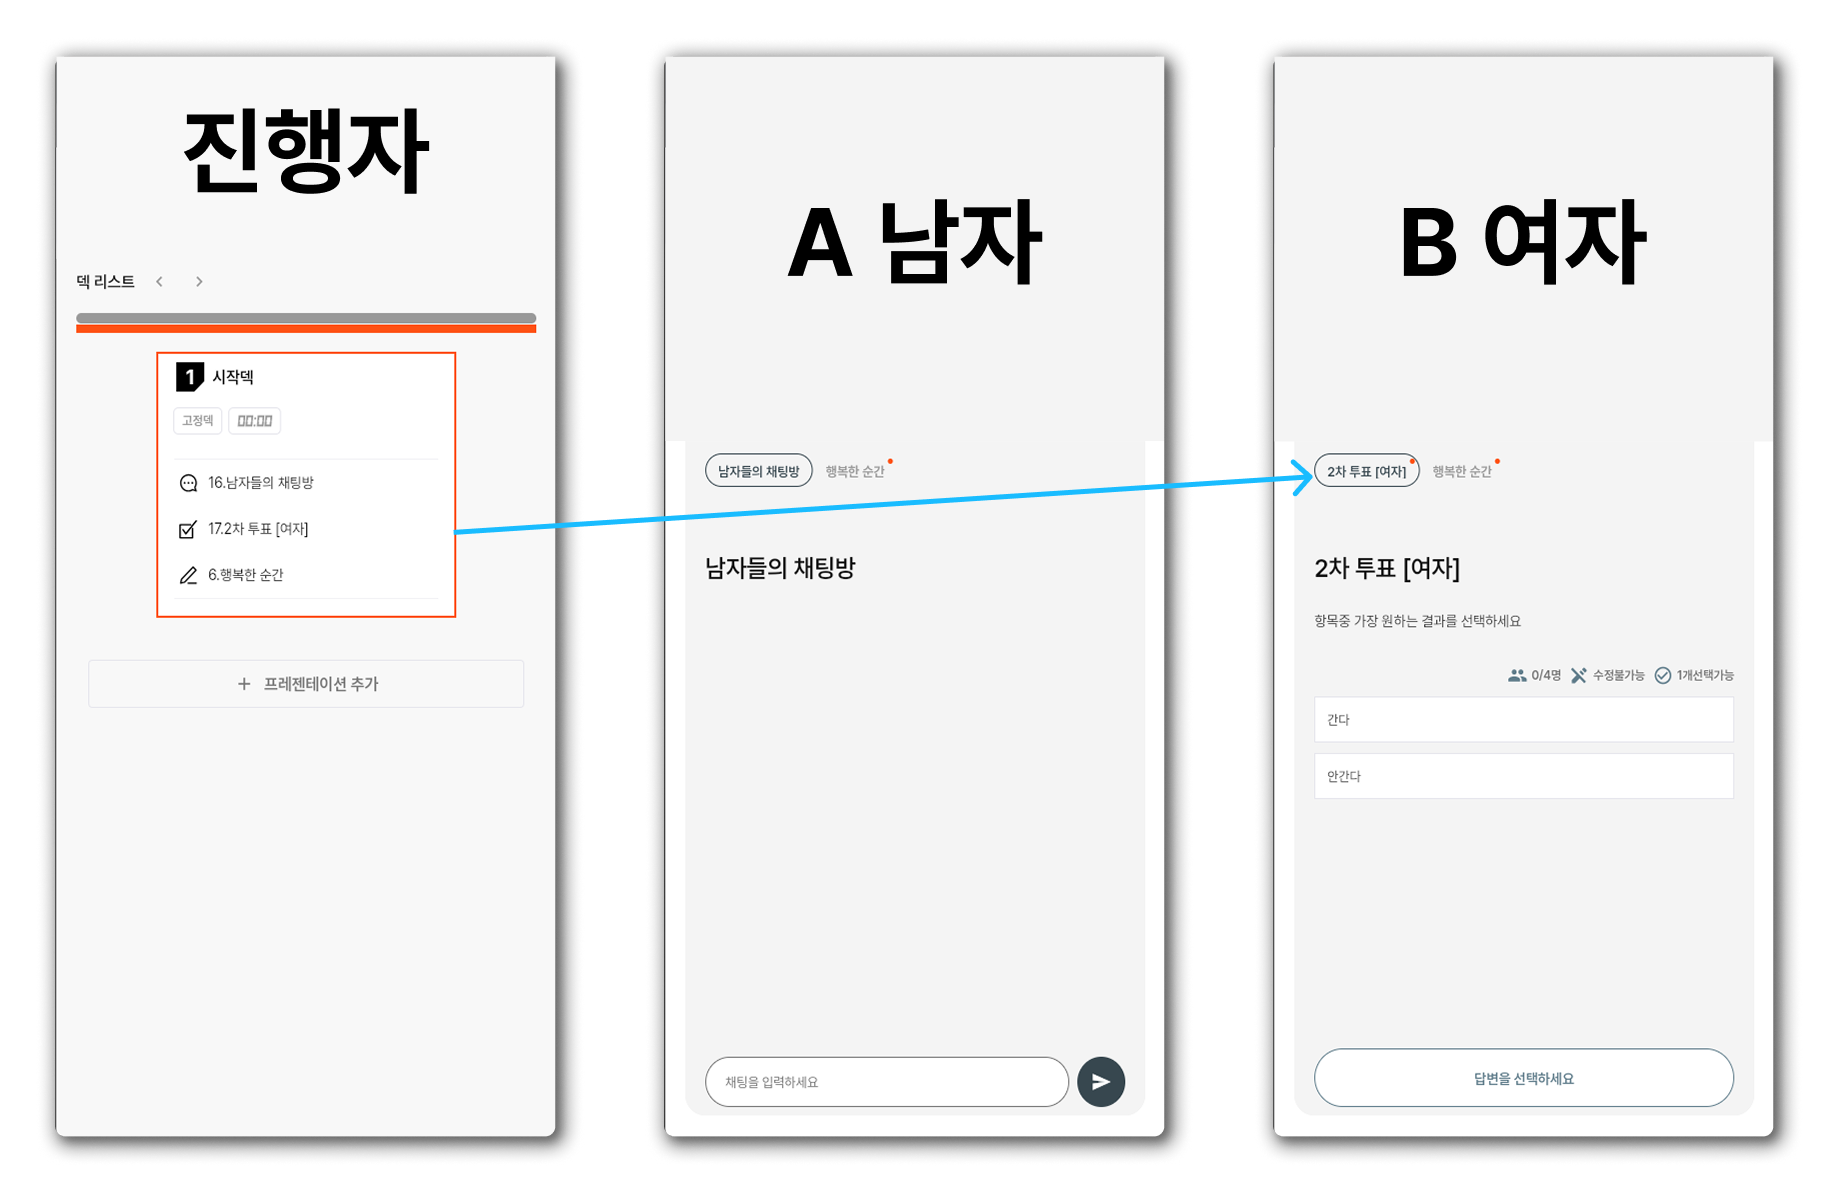 진행자
덱 리스트
1 시작덱
고정덱 00:00
16.남자들의 채팅방
17.2차 투표 [여자]
6.행복한 순간
+ 프레젠테이션 추가
A 남자
남자들의 채팅방 행복한 순간
남자들의 채팅방
채팅을 입력하세요
B 여자
2차 투표 [여자] 행복한 순간
2차 투표 [여자]
항목중 가장 원하는 결과를 선택하세요
0/4명 수정불가능 1개선택가능
간다
안간다
답변을 선택하세요